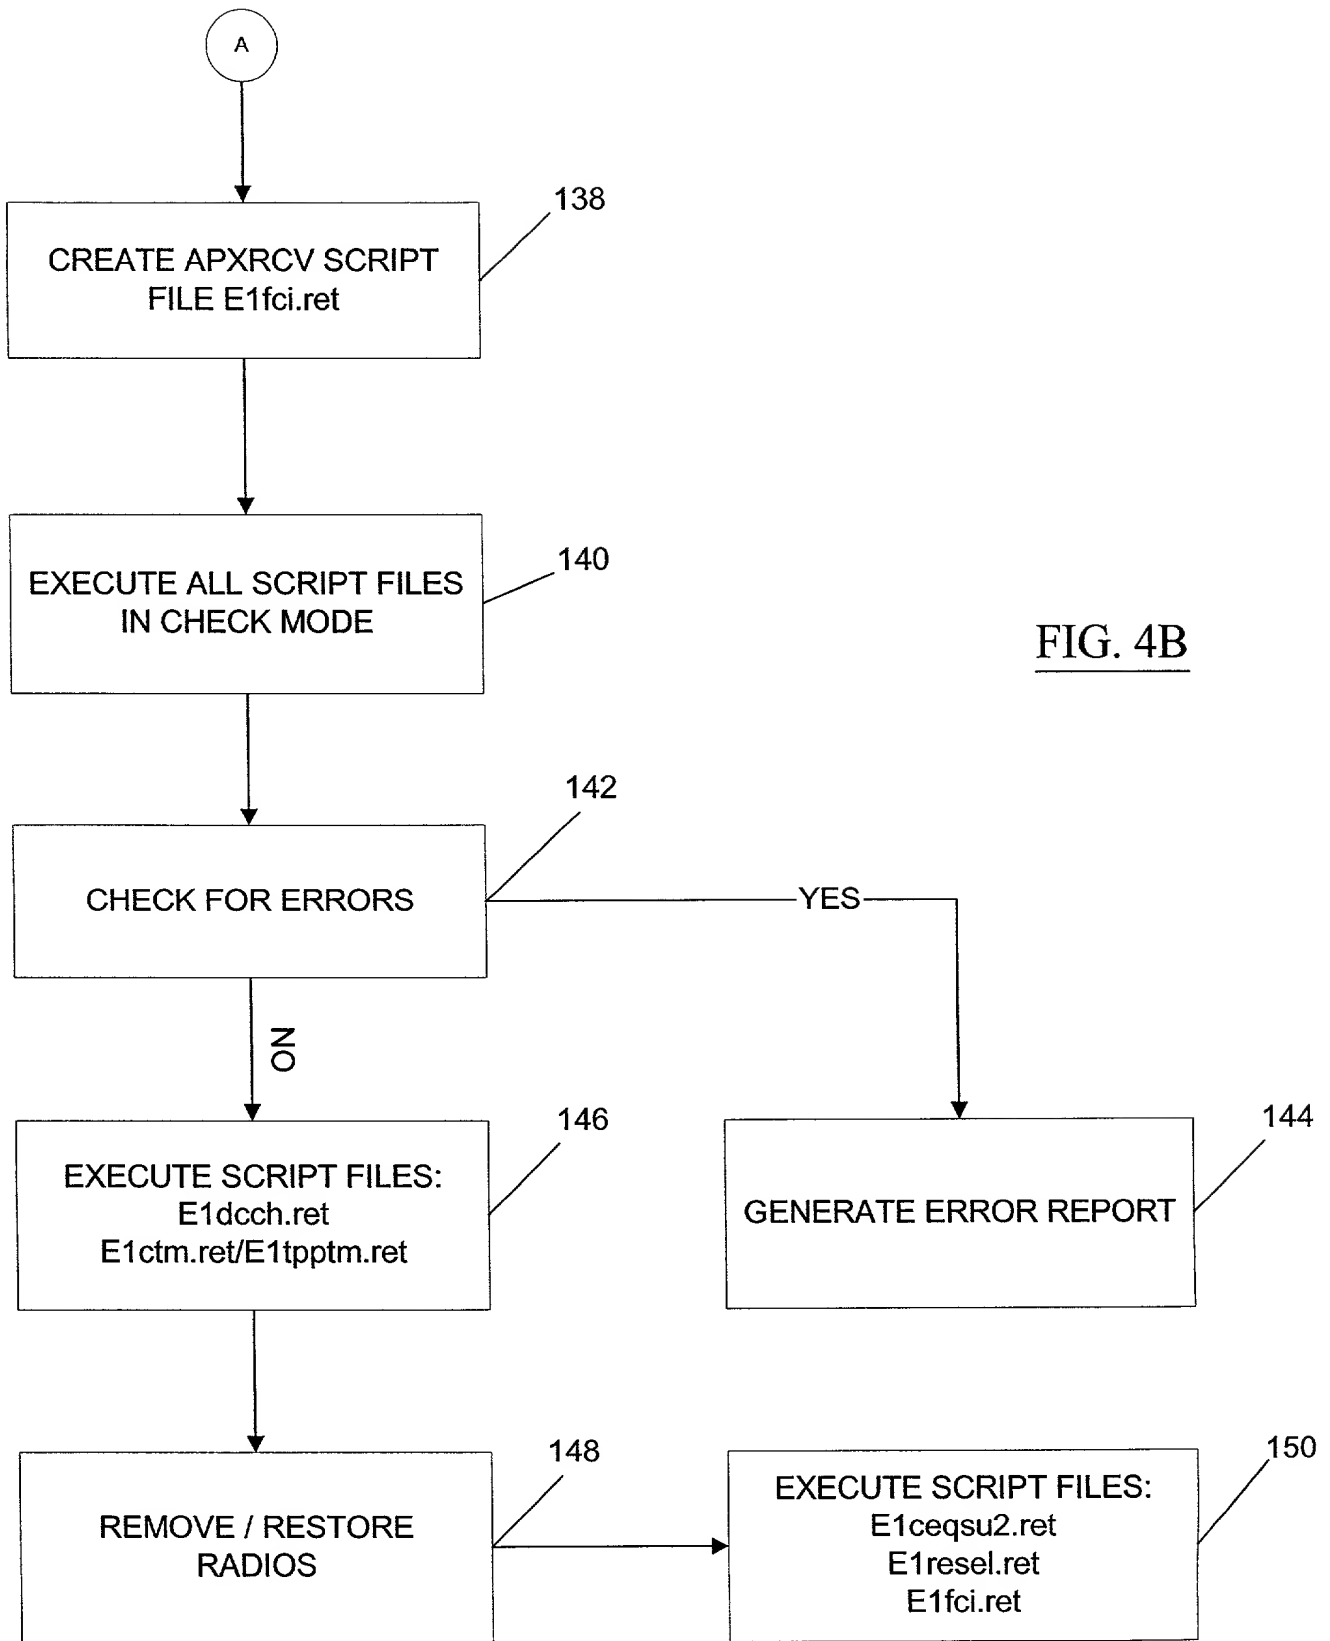 A
138
CREATE APXRCV SCRIPT
FILE E1fci.ret
140
EXECUTE ALL SCRIPT FILES
IN CHECK MODE
FIG. 4B
142
CHECK FOR ERRORS
YES
NO
146
EXECUTE SCRIPT FILES:
E1dcch.ret
E1ctm.ret/E1tpptm.ret
144
GENERATE ERROR REPORT
148
REMOVE / RESTORE
RADIOS
150
EXECUTE SCRIPT FILES:
E1ceqsu2.ret
E1resel.ret
E1fci.ret